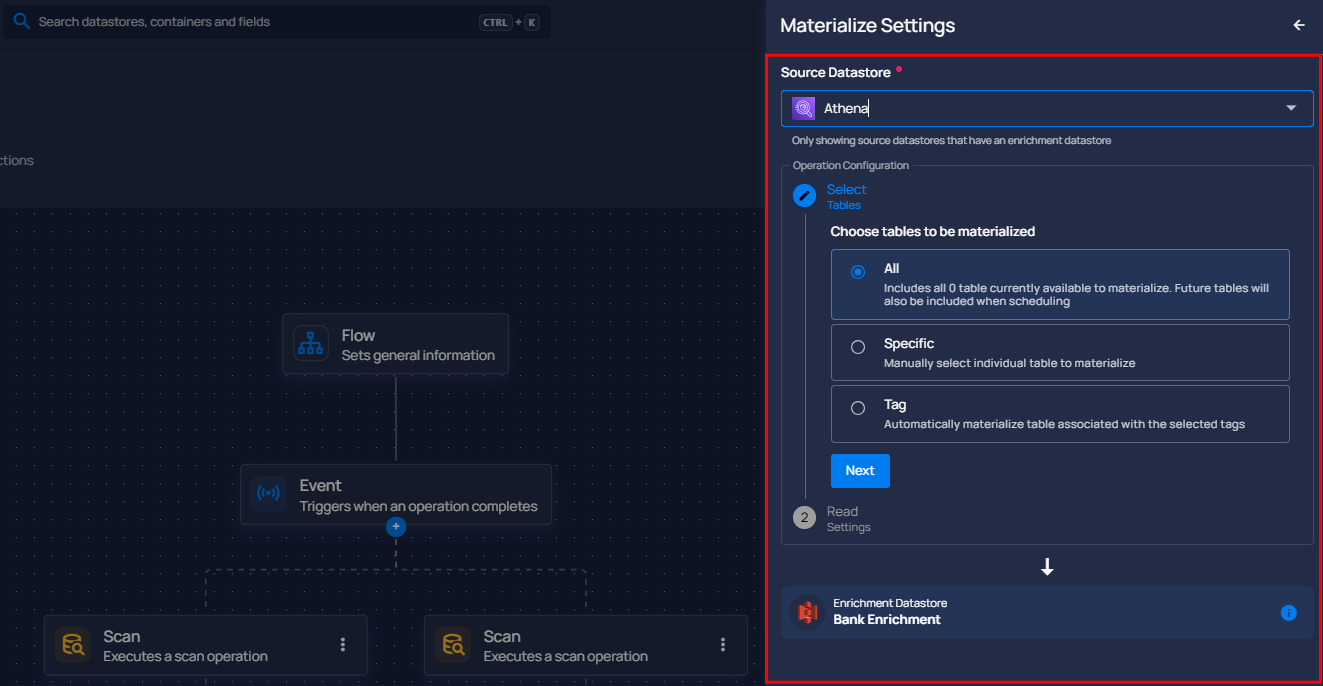 Search datastores, containers and fields
CTRL + K
ctions
Flow
Sets general information
Event
Triggers when an operation completes
+
Scan
Executes a scan operation
Scan
Executes a scan operation
Materialize Settings
Source Datastore
Athena
Only showing source datastores that have an enrichment datastore
Operation Configuration
Select
Tables
Choose tables to be materialized
All
Includes all 0 table currently available to materialize. Future tables will
also be included when scheduling
Specific
Manually select individual table to materialize
Tag
Automatically materialize table associated with the selected tags
Next
2
Read
Settings
Enrichment Datastore
Bank Enrichment